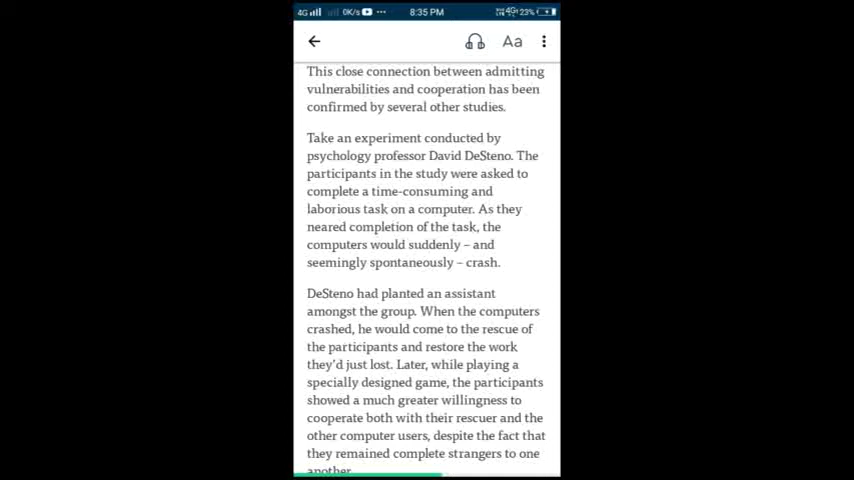 4G 0K/s ••• 8:35 PM 4G 23%
Aa
This close connection between admitting
vulnerabilities and cooperation has been
confirmed by several other studies.
Take an experiment conducted by
psychology professor David DeSteno. The
participants in the study were asked to
complete a time-consuming and
laborious task on a computer. As they
neared completion of the task, the
computers would suddenly – and
seemingly spontaneously – crash.
DeSteno had planted an assistant
amongst the group. When the computers
crashed, he would come to the rescue of
the participants and restore the work
they'd just lost. Later, while playing a
specially designed game, the participants
showed a much greater willingness to
cooperate both with their rescuer and the
other computer users, despite the fact that
they remained complete strangers to one
another.